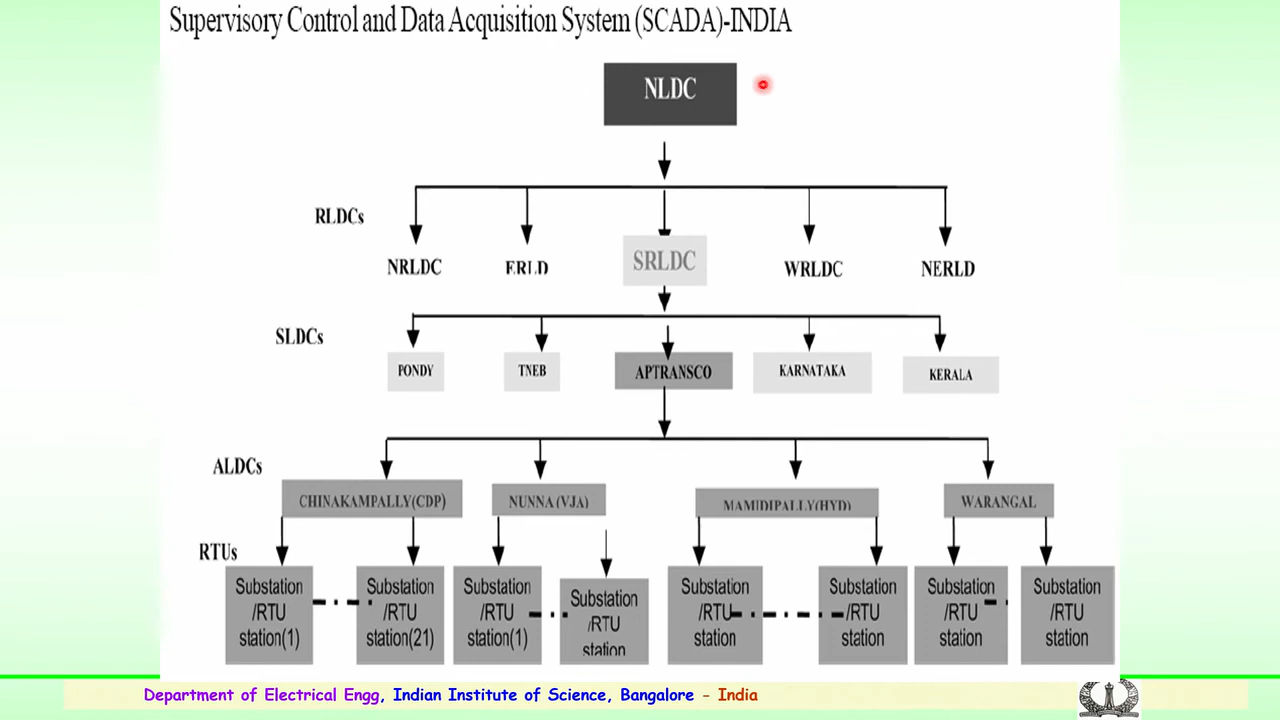 Supervisory Control and Data Acquisition System (SCADA)-INDIA
NLDC
RLDCs
NRLDC
ERLD
SRLDC
WRLDC
NERLD
SLDCs
PONDY
TNEB
APTRANSCO
KARNATAKA
KERALA
ALDCs
CHINAKAMPALLY(CDP)
NUNNA (VJA)
MAMIDIPALLY(HYD)
WARANGAL
RTUs
Substation
/RTU
station(1)
Substation
/RTU
station(21)
Substation
/RTU
station(1)
Substation
/RTU
station
Substation
/RTU
station
Substation
/RTU
station
Substation
/RTU
station
Substation
/RTU
station
Department of Electrical Engg, Indian Institute of Science, Bangalore - India